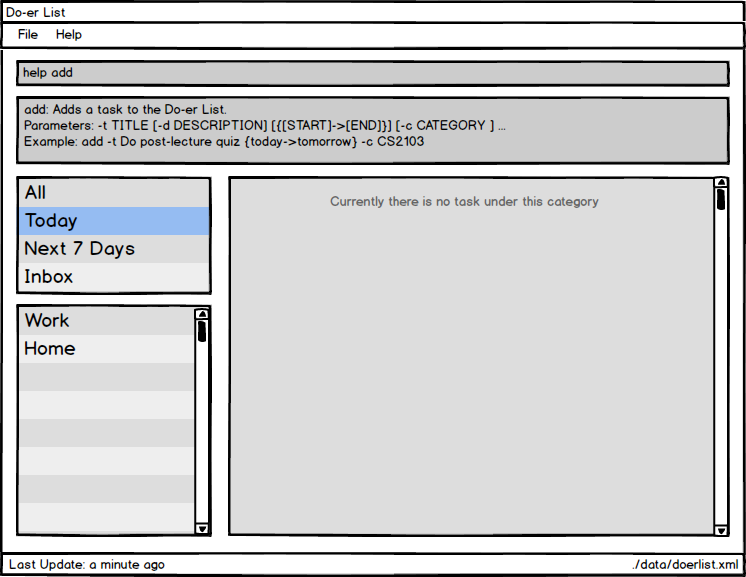 Do-er List
File Help
help add
add: Adds a task to the Do-er List.
Parameters: -t TITLE [-d DESCRIPTION] [{[START]->[END]}] [-c CATEGORY ] ...
Example: add -t Do post-lecture quiz {today->tomorrow} -c CS2103
All
Today
Next 7 Days
Inbox
Work
Home
Currently there is no task under this category
Last Update: a minute ago
./data/doerlist.xml